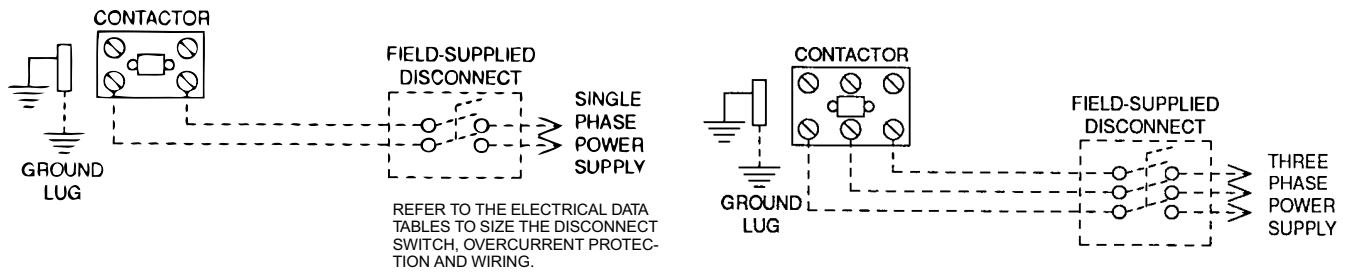 CONTACTOR
FIELD-SUPPLIED
DISCONNECT
SINGLE
PHASE
POWER
SUPPLY
GROUND
LUG
REFER TO THE ELECTRICAL DATA
TABLES TO SIZE THE DISCONNECT
SWITCH, OVERCURRENT PROTEC-
TION AND WIRING.
CONTACTOR
FIELD-SUPPLIED
DISCONNECT
THREE
PHASE
POWER
SUPPLY
GROUND
LUG